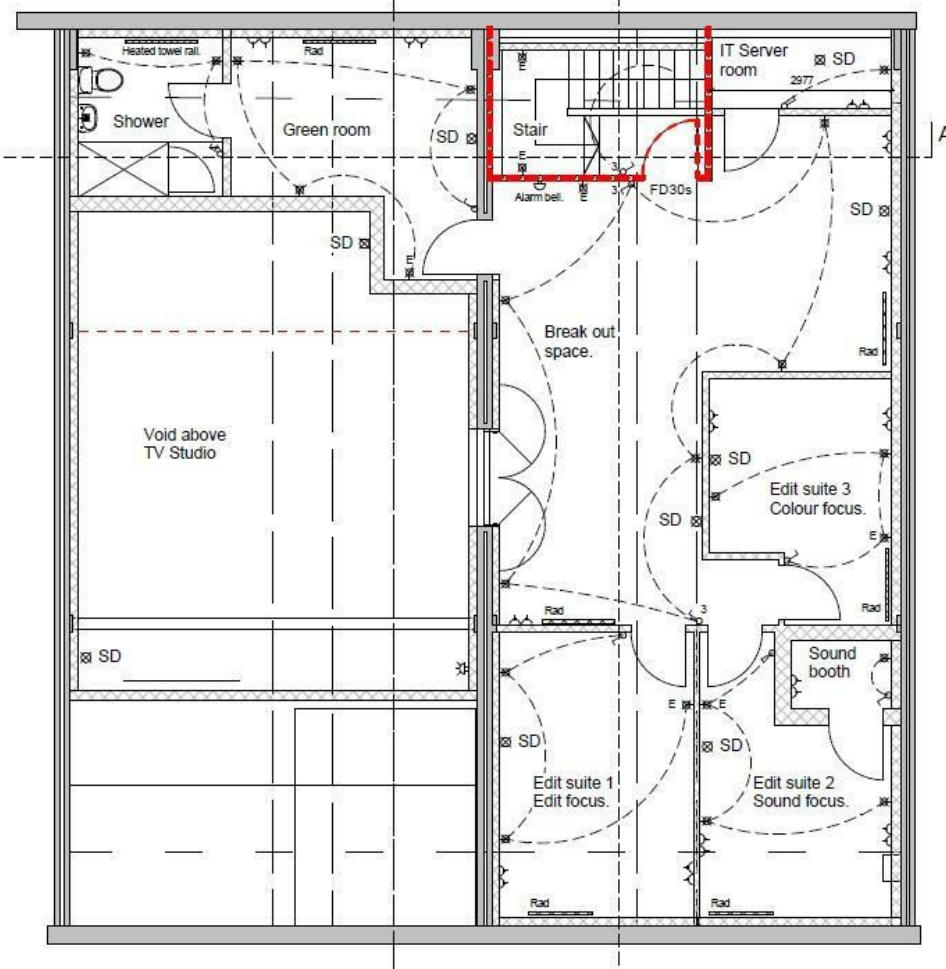 Heated towel rail.
Rad
E
IT Server
room
SD
2977
Shower
Green room
SD
Stair
A
E
3
Alarm bell.
3
FD30s
SD
SD
E
Break out
space.
Rad
Void above
TV Studio
SD
Edit suite 3
Colour focus.
SD
E
Rad
3
Rad
SD
Sound
booth
E
E
SD
SD
Edit suite 1
Edit focus.
Edit suite 2
Sound focus.
Rad
Rad